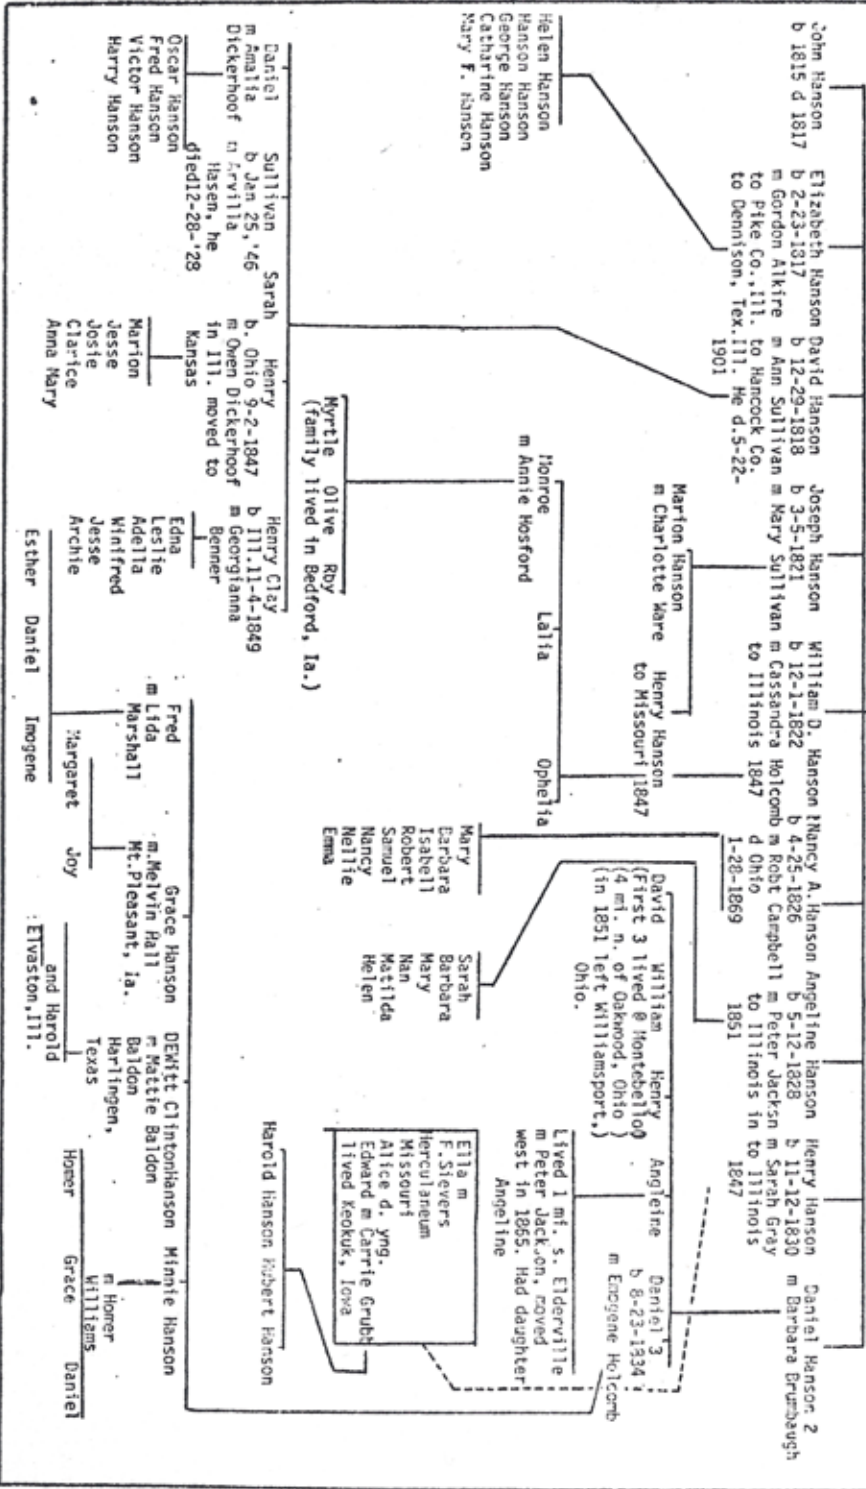 John Hanson
b 1815 d 1817
Elizabeth Hanson
b 2-23-1817
m Gordon Alkire
to Pike Co.,Ill.
to Dennison, Tex.
David Hanson
b 12-29-1818
m Ann Sullivan
to Hancock Co.
Ill. He d.5-22-
1901
Joseph Hanson
b 3-5-1821
m Mary Sullivan
William D. Hanson
b 12-1-1822
m Cassandra Holcomb
to Illinois 1847
Nancy A.Hanson
b 4-25-1826
m Robt Campbell
d Ohio
1-28-1869
Angeline Hanson
b 5-12-1828
m Peter Jacksn
to Illinois in
1851
Henry Hanson
b 11-12-1830
m Sarah Gray
to Illinois
1847
Daniel Hanson 2
m Barbara Brumbaugh
Helen Hanson
Hanson Hanson
George Hanson
Catharine Hanson
Mary F. Hanson
Marion Hanson
m Charlotte Ware
Henry Hanson
to Missouri 1847
Monroe
m Annie Hosford
Lalia
Ophelia
Myrtle Olive Roy
(family lived in Bedford, Ia.)
Mary
Barbara
Isabell
Robert
Samuel
Nancy
Nellie
Emma
Sarah
Barbara
Mary
Nan
Matilda
Helen
David William Henry
(First 3 lived @ Montebello)
(4 mi. n. of Oakwood, Ohio )
(in 1851 left Williamsport,)
Ohio.
Angleine
Lived 1 mi. s. Elderville
m Peter Jackson, moved
west in 1865. Had daughter
Angeline
Daniel 3
b 8-23-1834
m Emogene Holcomb
Ella m
F.Sievers
Herculaneum
Missouri
Alice d. yng.
Edward m Carrie Grubb
lived Keokuk, Iowa
Harold Hanson Hubert Hanson
Daniel
m Amalia
Dickerhoof
Oscar Hanson
Fred Hanson
Victor Hanson
Harry Hanson
Sullivan
b Jan 25,'46
m Arvilla
Hasen, he
died12-28-'28
Sarah Henry
b. Ohio 9-2-1847
m Owen Dickerhoof
in Ill. moved to
Kansas
Marion
Jesse
Josie
Clarice
Anna Mary
Henry Clay
b Ill.11-4-1849
m Georgianna
Benner
Edna
Leslie
Adella
Winifred
Jesse
Archie
Fred
m Lida
Marshall
Esther Daniel Imogene
Grace Hanson
m.Melvin Hall
Mt.Pleasant, ia.
Margaret Joy
DEWitt ClintonHanson
m Mattie Baldon
Baldon
Harlingen,
Texas
and Harold
Elvaston,Ill.
Minnie Hanson
m Homer
Williams
Homer Grace Daniel